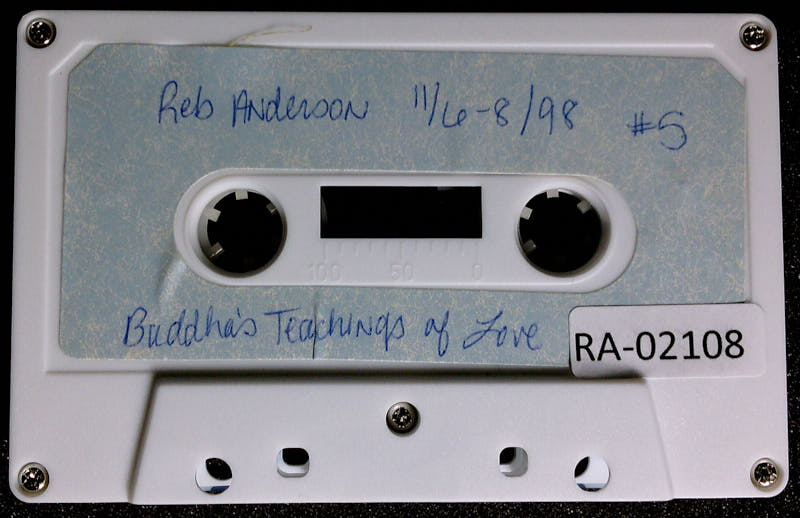 Reb Anderson 11/6-8/98 #5
100 50 0
Buddha's Teachings of Love
RA-02108